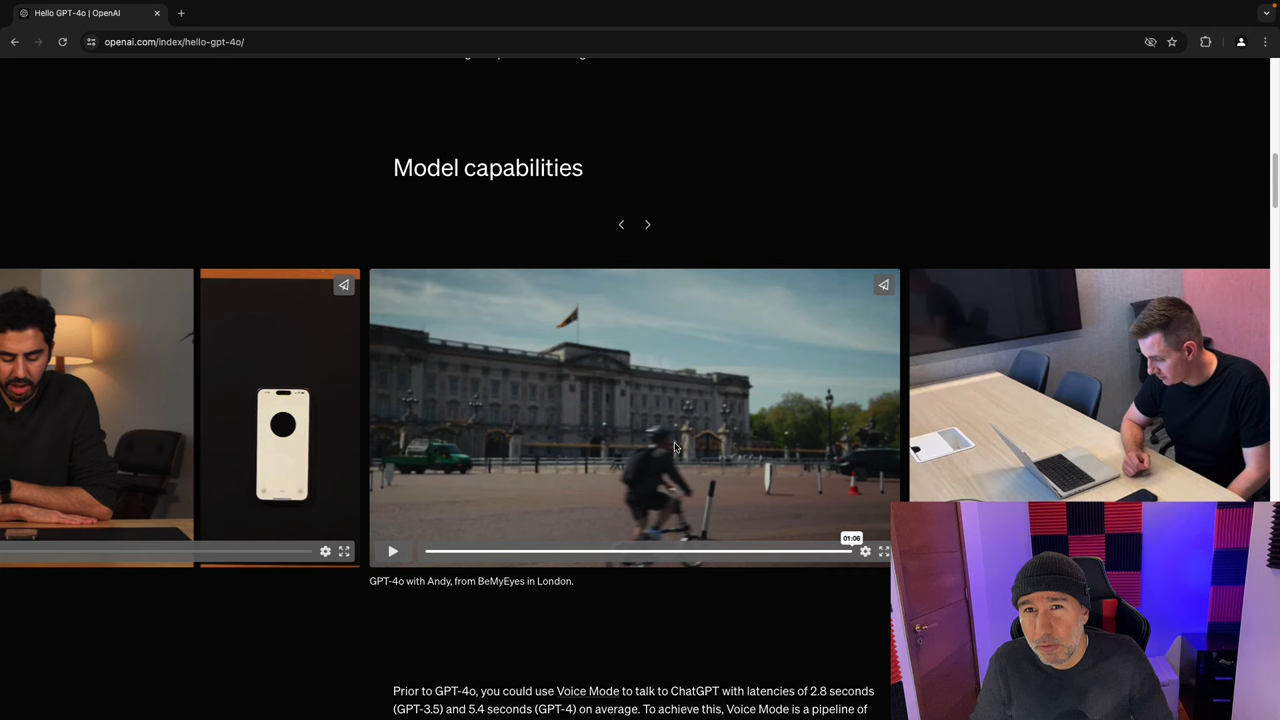 Hello GPT-4o | OpenAI
openai.com/index/hello-gpt-4o/
Model capabilities
01:06
GPT-4o with Andy, from BeMyEyes in London.
Prior to GPT-4o, you could use Voice Mode to talk to ChatGPT with latencies of 2.8 seconds
(GPT-3.5) and 5.4 seconds (GPT-4) on average. To achieve this, Voice Mode is a pipeline of